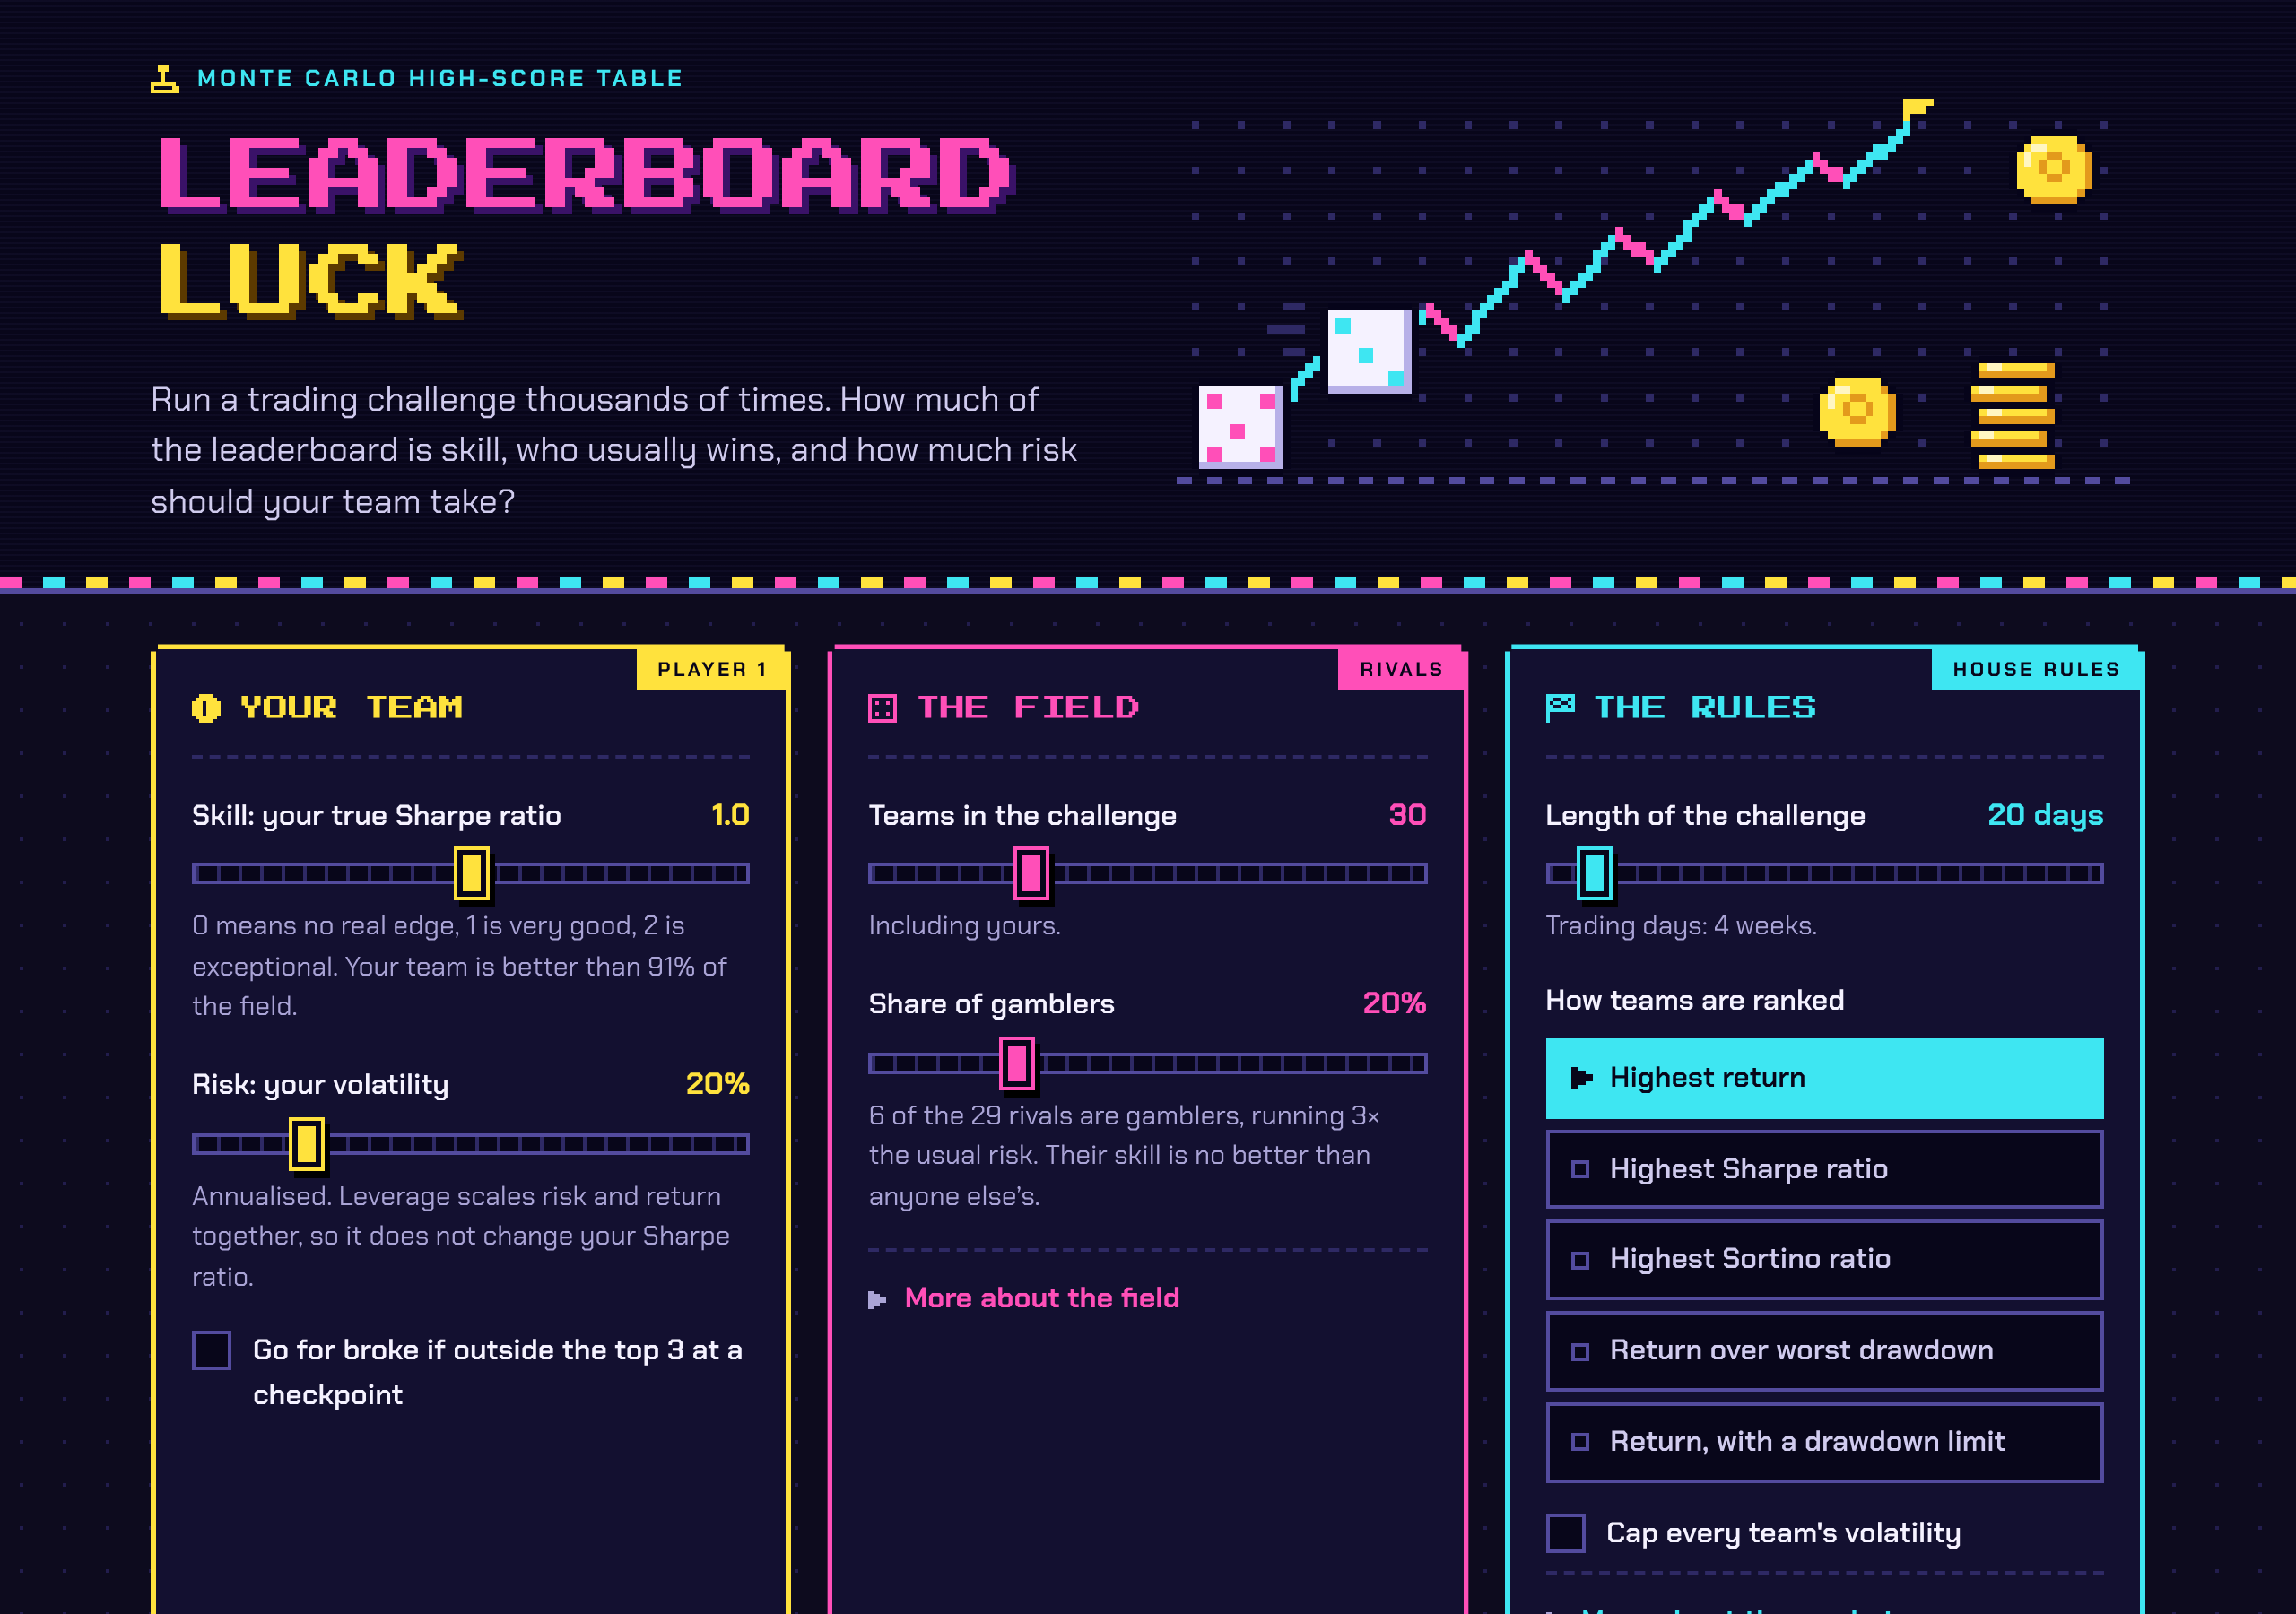 MONTE CARLO HIGH-SCORE TABLE
LEADERBOARD
LUCK
Run a trading challenge thousands of times. How much of
the leaderboard is skill, who usually wins, and how much risk
should your team take?
PLAYER 1
YOUR TEAM
Skill: your true Sharpe ratio 1.0
0 means no real edge, 1 is very good, 2 is
exceptional. Your team is better than 91% of
the field.
Risk: your volatility 20%
Annualised. Leverage scales risk and return
together, so it does not change your Sharpe
ratio.
Go for broke if outside the top 3 at a
checkpoint
RIVALS
THE FIELD
Teams in the challenge 30
Including yours.
Share of gamblers 20%
6 of the 29 rivals are gamblers, running 3×
the usual risk. Their skill is no better than
anyone else’s.
More about the field
HOUSE RULES
THE RULES
Length of the challenge 20 days
Trading days: 4 weeks.
How teams are ranked
Highest return
Highest Sharpe ratio
Highest Sortino ratio
Return over worst drawdown
Return, with a drawdown limit
Cap every team's volatility